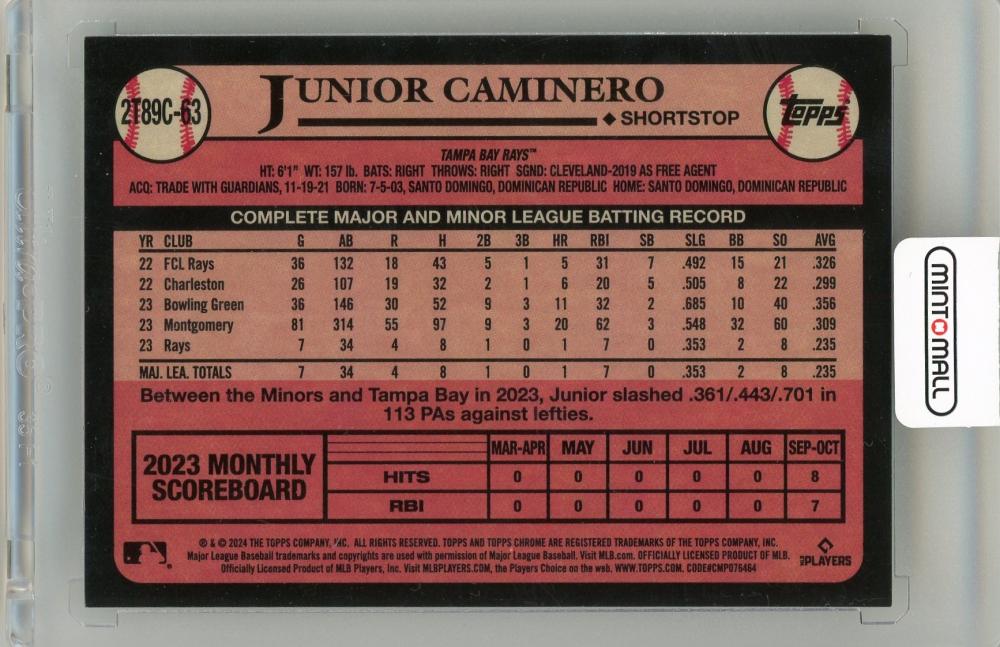 2T89C-63
JUNIOR CAMINERO
◆ SHORTSTOP
Topps
TAMPA BAY RAYS™
HT: 6'1" WT: 157 lb. BATS: RIGHT THROWS: RIGHT SGND: CLEVELAND-2019 AS FREE AGENT
ACQ: TRADE WITH GUARDIANS, 11-19-21 BORN: 7-5-03, SANTO DOMINGO, DOMINICAN REPUBLIC HOME: SANTO DOMINGO, DOMINICAN REPUBLIC
COMPLETE MAJOR AND MINOR LEAGUE BATTING RECORD
YR CLUB G AB R H 2B 3B HR RBI SB SLG BB SO AVG
22 FCL Rays 36 132 18 43 5 1 5 31 7 .492 15 21 .326
22 Charleston 26 107 19 32 2 1 6 20 5 .505 8 22 .299
23 Bowling Green 36 146 30 52 9 3 11 32 2 .685 10 40 .356
23 Montgomery 81 314 55 97 9 3 20 62 3 .548 32 60 .309
23 Rays 7 34 4 8 1 0 1 7 0 .353 2 8 .235
MAJ. LEA. TOTALS 7 34 4 8 1 0 1 7 0 .353 2 8 .235
Between the Minors and Tampa Bay in 2023, Junior slashed .361/.443/.701 in
113 PAs against lefties.
2023 MONTHLY
SCOREBOARD
MAR-APR MAY JUN JUL AUG SEP-OCT
HITS 0 0 0 0 0 8
RBI 0 0 0 0 0 7
® & © 2024 THE TOPPS COMPANY, INC. ALL RIGHTS RESERVED. TOPPS AND TOPPS CHROME ARE REGISTERED TRADEMARKS OF THE TOPPS COMPANY, INC.
Major League Baseball trademarks and copyrights are used with permission of Major League Baseball. Visit MLB.com. OFFICIALLY LICENSED PRODUCT OF MLB.
Officially Licensed Product of MLB Players, Inc. Visit MLBPLAYERS.COM, the Players Choice on the web. WWW.TOPPS.COM. CODE#CMP076464
MLB PLAYERS
MINTOMALL